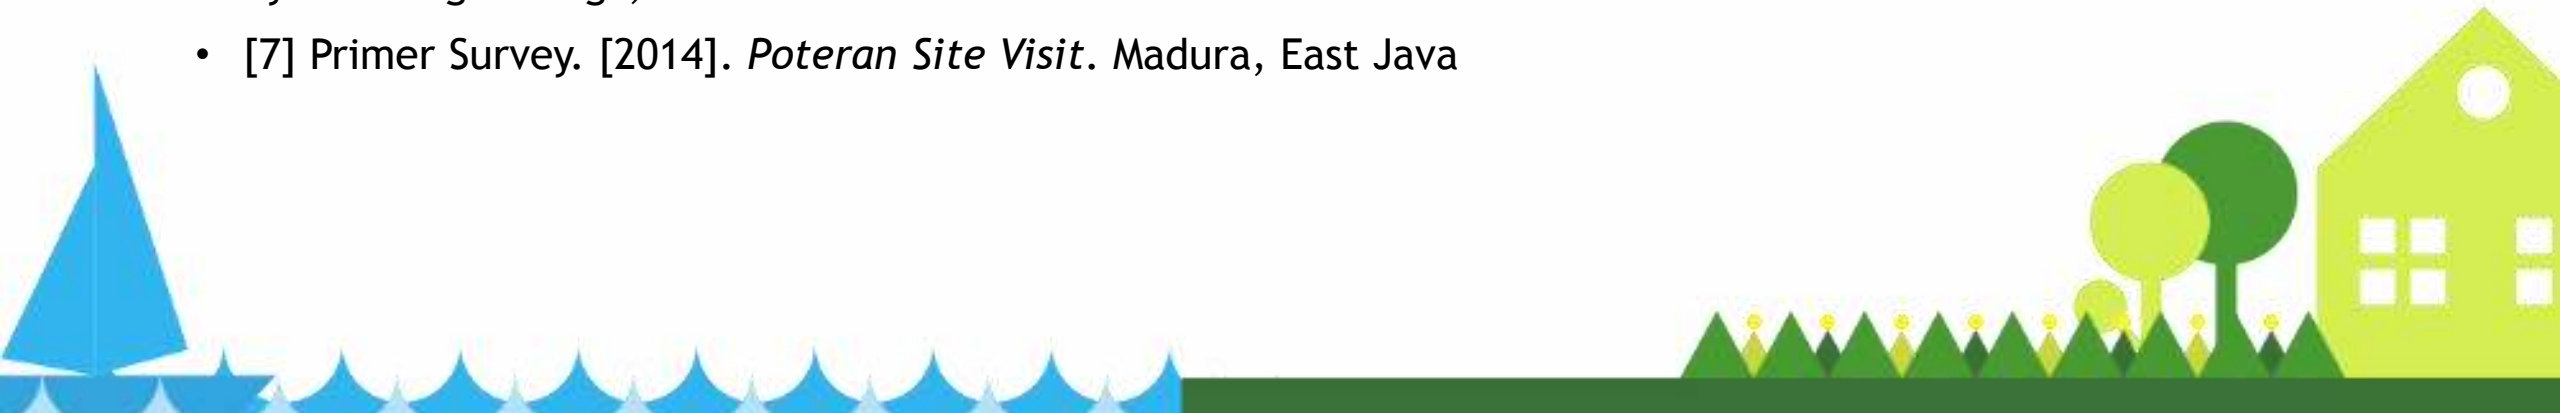 • [7] Primer Survey. [2014]. Poteran Site Visit. Madura, East Java